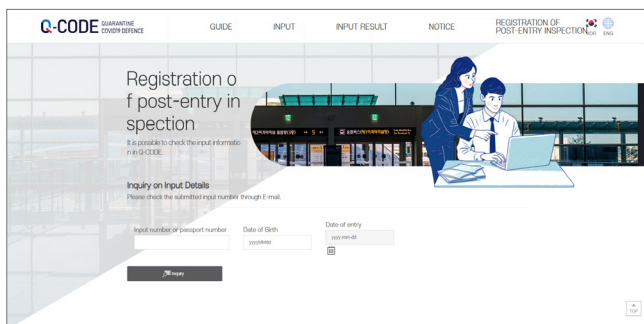 Q-CODE QUARANTINE
COVID19 DEFENCE
GUIDE
INPUT
INPUT RESULT
NOTICE
REGISTRATION OF
POST-ENTRY INSPECTION
KOR
ENG
Registration o
f post-entry in
spection
It is possible to check the input informatio
n in Q-CODE.
Inquiry on Input Details
Please check the submitted input number through E-mail.
Input number or passport number
Date of Birth
yyyyMMdd
Date of entry
yyyy-mm-dd
Inquiry
TOP